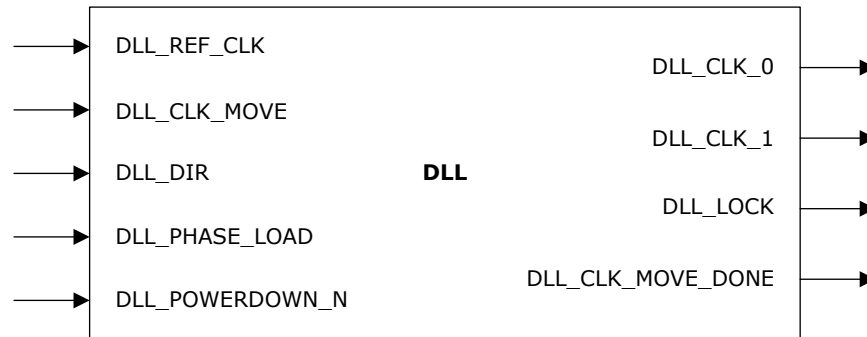 DLL_REF_CLK
DLL_CLK_MOVE
DLL_DIR
DLL_PHASE_LOAD
DLL_POWERDOWN_N
DLL
DLL_CLK_0
DLL_CLK_1
DLL_LOCK
DLL_CLK_MOVE_DONE